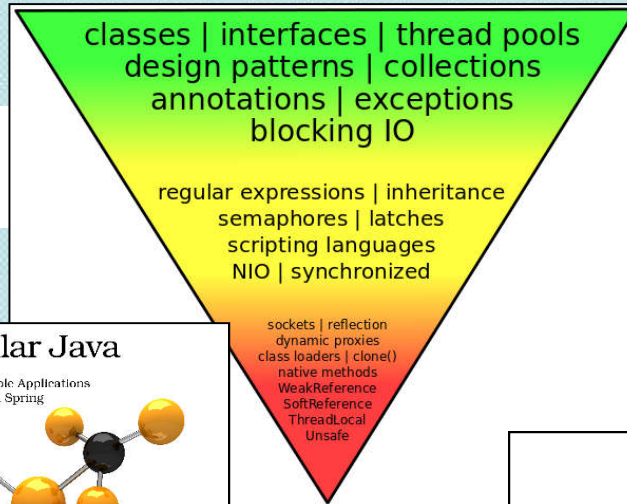 classes | interfaces | thread pools
design patterns | collections
annotations | exceptions
blocking IO
regular expressions | inheritance
semaphores | latches
scripting languages
NIO | synchronized
sockets | reflection
dynamic proxies
class loaders | clone()
native methods
WeakReference
SoftReference
ThreadLocal
Unsafe
lar Java
ble Applications
Spring